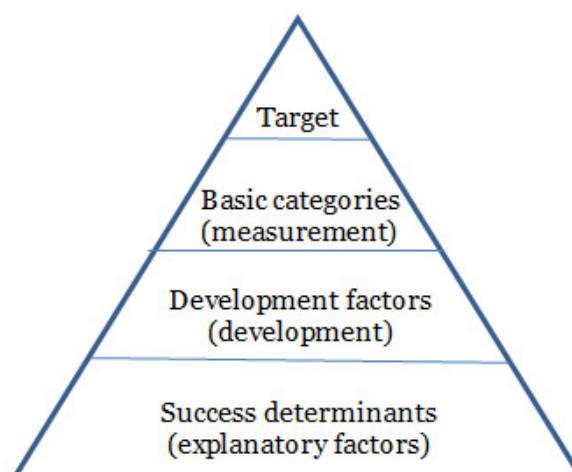 Target
Basic categories
(measurement)
Development factors
(development)
Success determinants
(explanatory factors)